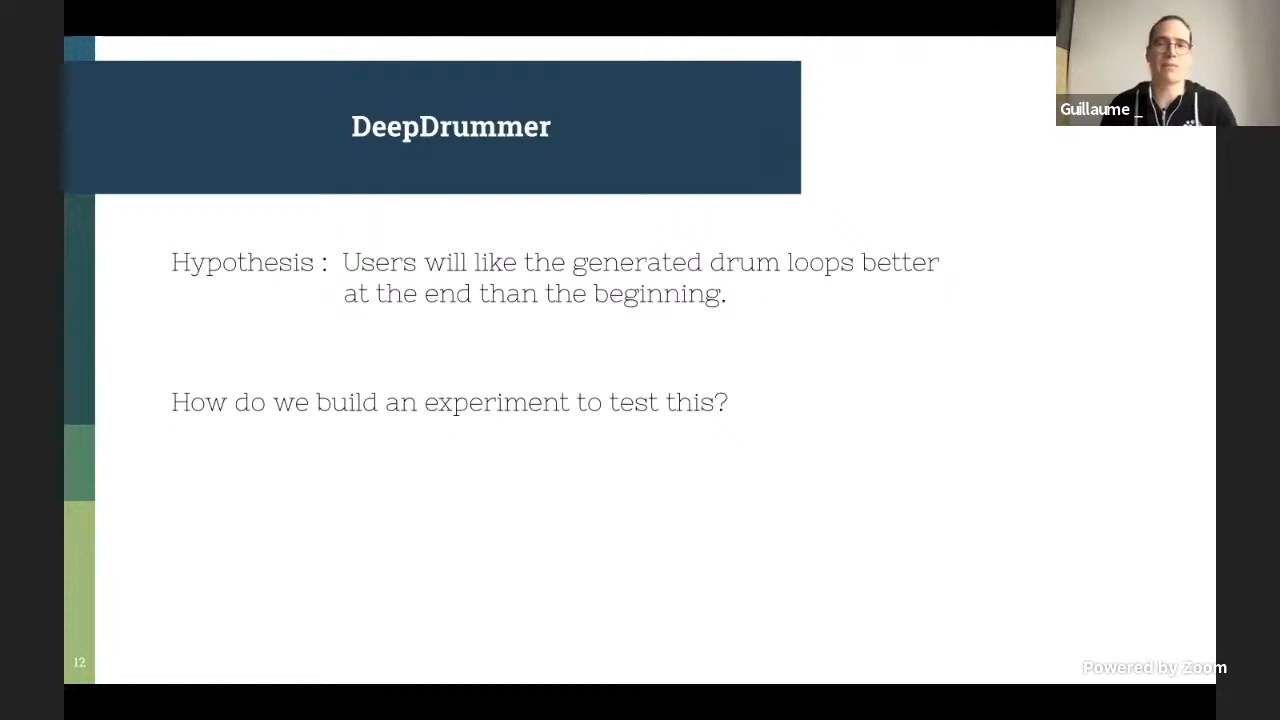 DeepDrummer
Guillaume _
Hypothesis : Users will like the generated drum loops better
at the end than the beginning.
How do we build an experiment to test this?
12
Powered by Zoom